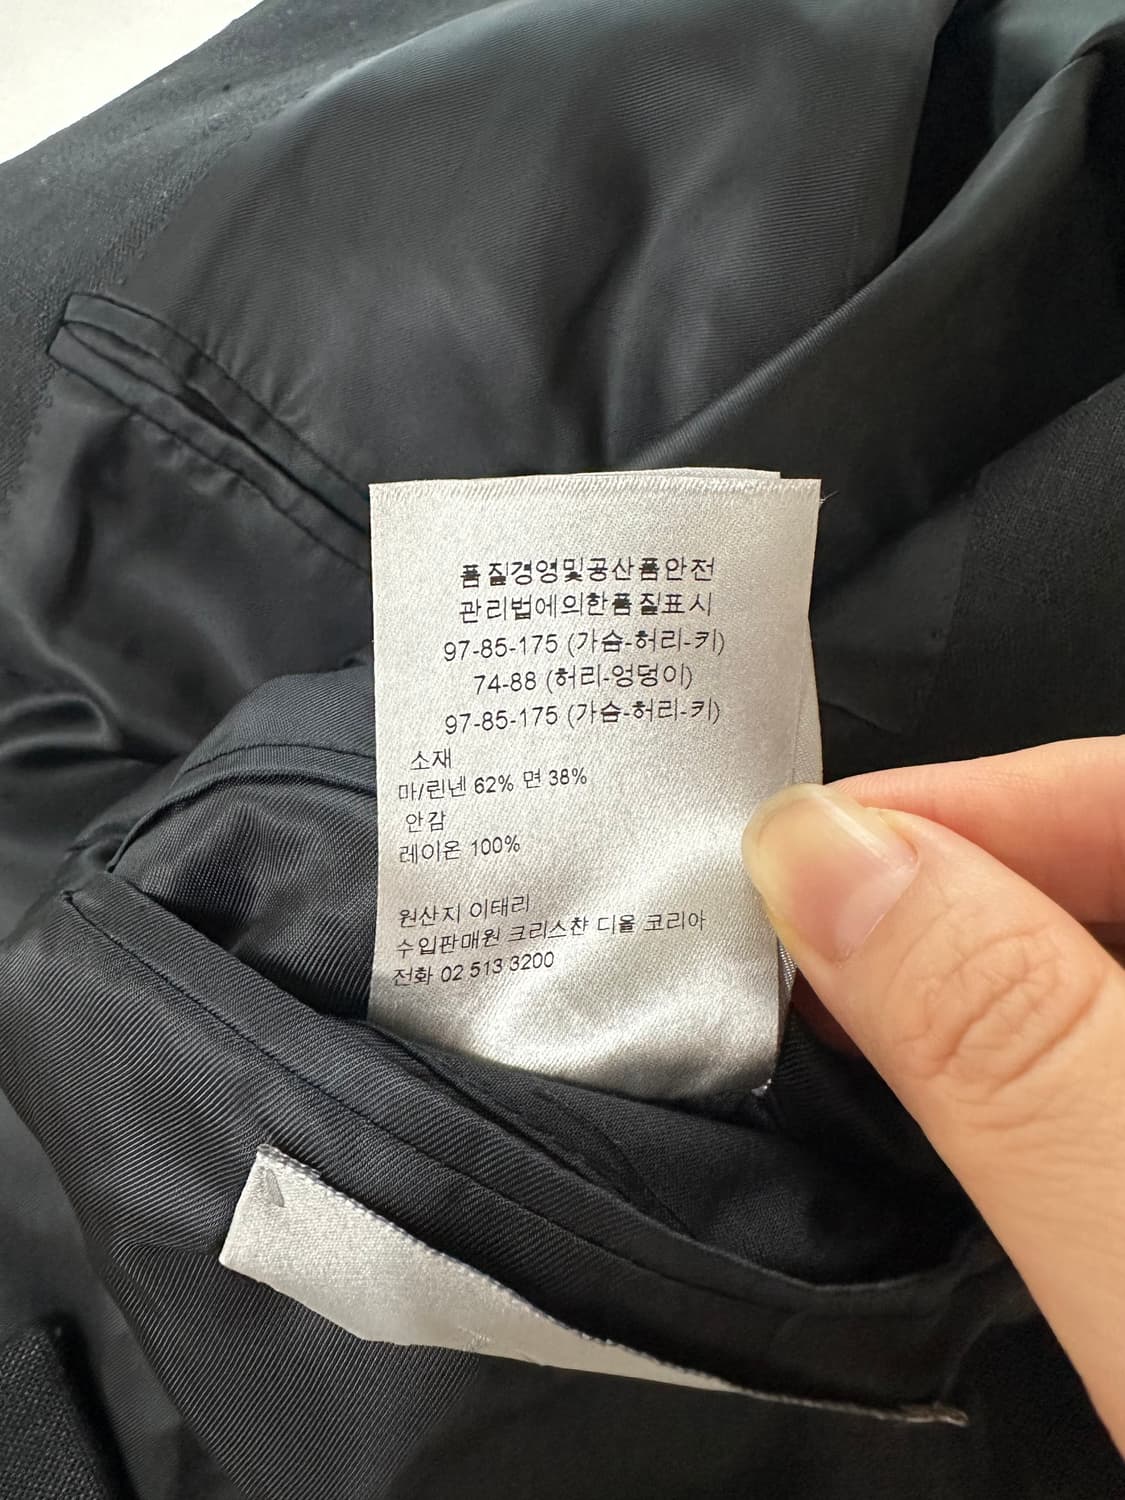 품질경영및공산품안전
관리법에의한품질표시
97-85-175 (가슴-허리-키)
74-88 (허리-엉덩이)
97-85-175 (가슴-허리-키)
소재
마/린넨 62% 면 38%
안감
레이온 100%
원산지 이태리
수입판매원 크리스챤 디올 코리아
전화 02 513 3200